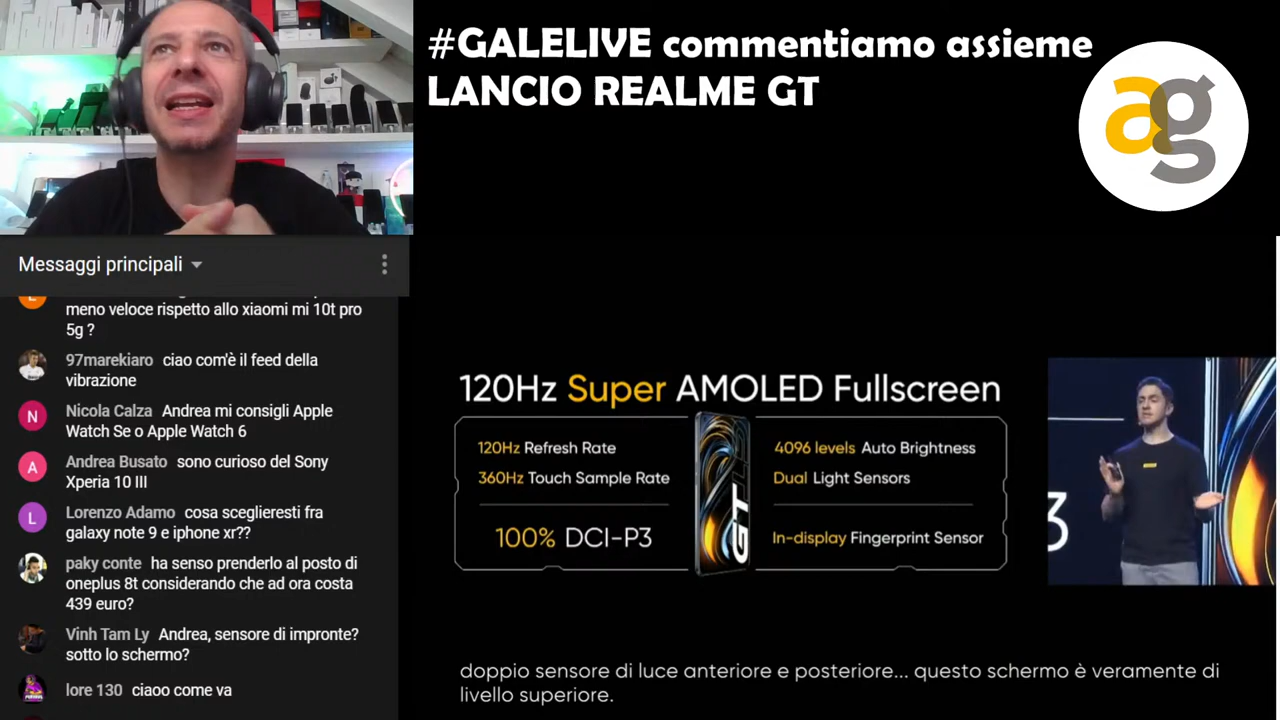 #GALELIVE commentiamo assieme
LANCIO REALME GT
ag
Messaggi principali
meno veloce rispetto allo xiaomi mi 10t pro
5g ?
97marekiaro ciao com'è il feed della
vibrazione
N
Nicola Calza Andrea mi consigli Apple
Watch Se o Apple Watch 6
A
Andrea Busato sono curioso del Sony
Xperia 10 III
L
Lorenzo Adamo cosa sceglieresti fra
galaxy note 9 e iphone xr??
paky conte ha senso prenderlo al posto di
oneplus 8t considerando che ad ora costa
439 euro?
Vinh Tam Ly Andrea, sensore di impronte?
sotto lo schermo?
lore 130 ciaoo come va
120Hz Super AMOLED Fullscreen
120Hz Refresh Rate
360Hz Touch Sample Rate
100% DCI-P3
GT
4096 levels Auto Brightness
Dual Light Sensors
In-display Fingerprint Sensor
3
doppio sensore di luce anteriore e posteriore... questo schermo è veramente di
livello superiore.